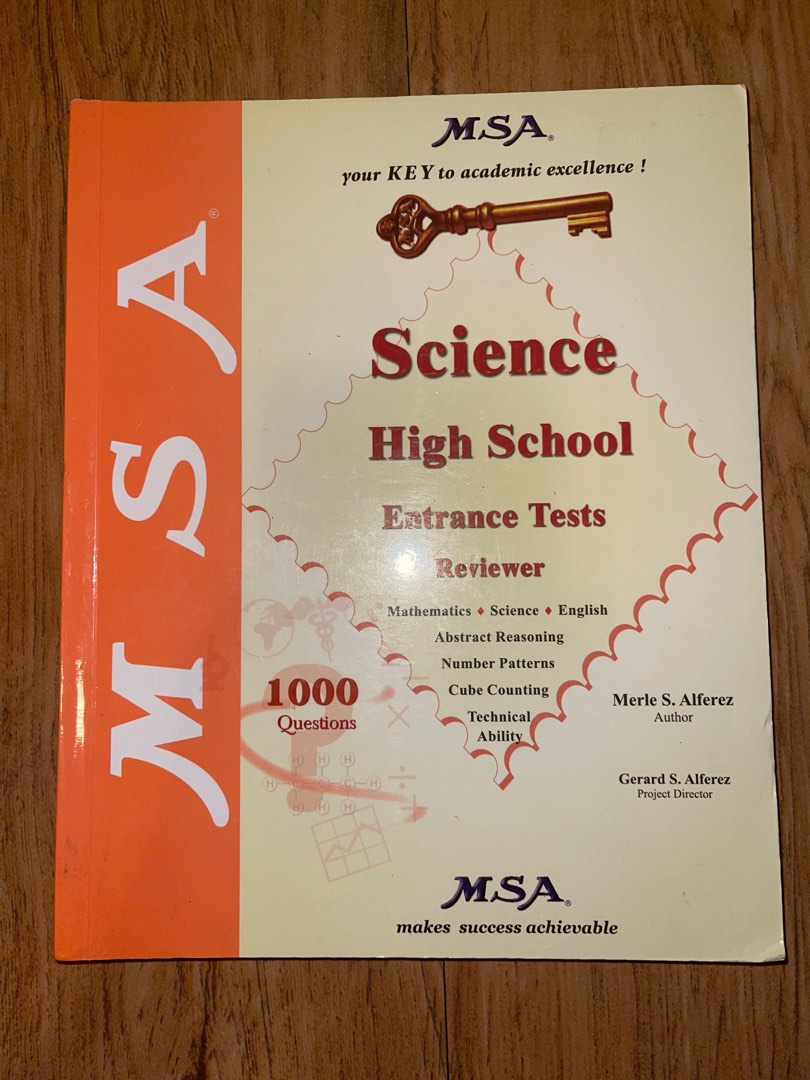 MSA®
MSA®
your KEY to academic excellence !
Science
High School
Entrance Tests
Reviewer
Mathematics ♦ Science ♦ English
Abstract Reasoning
Number Patterns
Cube Counting
Technical
Ability
1000
Questions
Merle S. Alferez
Author
Gerard S. Alferez
Project Director
H H H
H C C C H
H H H
MSA®
makes success achievable